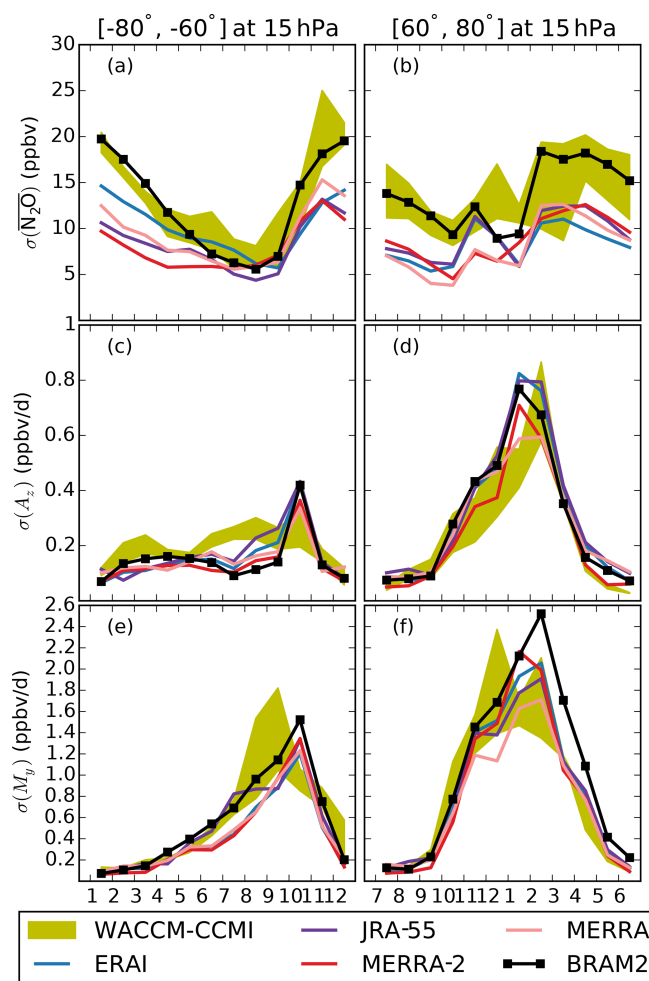 [-80°, -60°] at 15 hPa [60°, 80°] at 15 hPa
(a) (b)
30
25
20
15
10
5
1
σ(N₂O) (ppbv)
(c) (d)
1
0.8
0.6
0.4
0.2
σ(A_z) (ppbv/d)
(e) (f)
2.6
2.4
2.2
2.0
1.8
1.6
1.4
1.2
1.0
0.8
0.6
0.4
0.2
σ(M_y) (ppbv/d)
1 2 3 4 5 6 7 8 9 10 11 12 7 8 9 10 11 12 1 2 3 4 5 6
WACCM-CCMI JRA-55 MERRA
ERAI MERRA-2 BRAM2